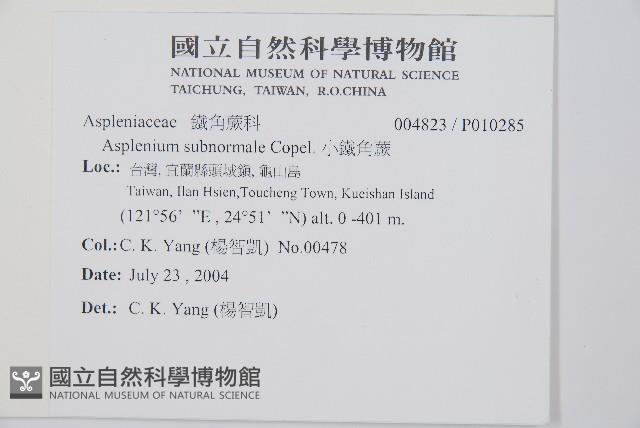 國立自然科學博物館
NATIONAL MUSEUM OF NATURAL SCIENCE
TAICHUNG, TAIWAN, R.O.CHINA
Aspleniaceae 鐵角蕨科 004823 / P010285
Asplenium subnormale Copel. 小鐵角蕨
Loc.: 台灣, 宜蘭縣頭城鎮, 龜山島
Taiwan, Ilan Hsien,Toucheng Town, Kueishan Island
(121°56’ ”E , 24°51’ ”N) alt. 0 -401 m.
Col.: C. K. Yang (楊智凱) No.00478
Date: July 23 , 2004
Det.: C. K. Yang (楊智凱)
國立自然科學博物館
NATIONAL MUSEUM OF NATURAL SCIENCE